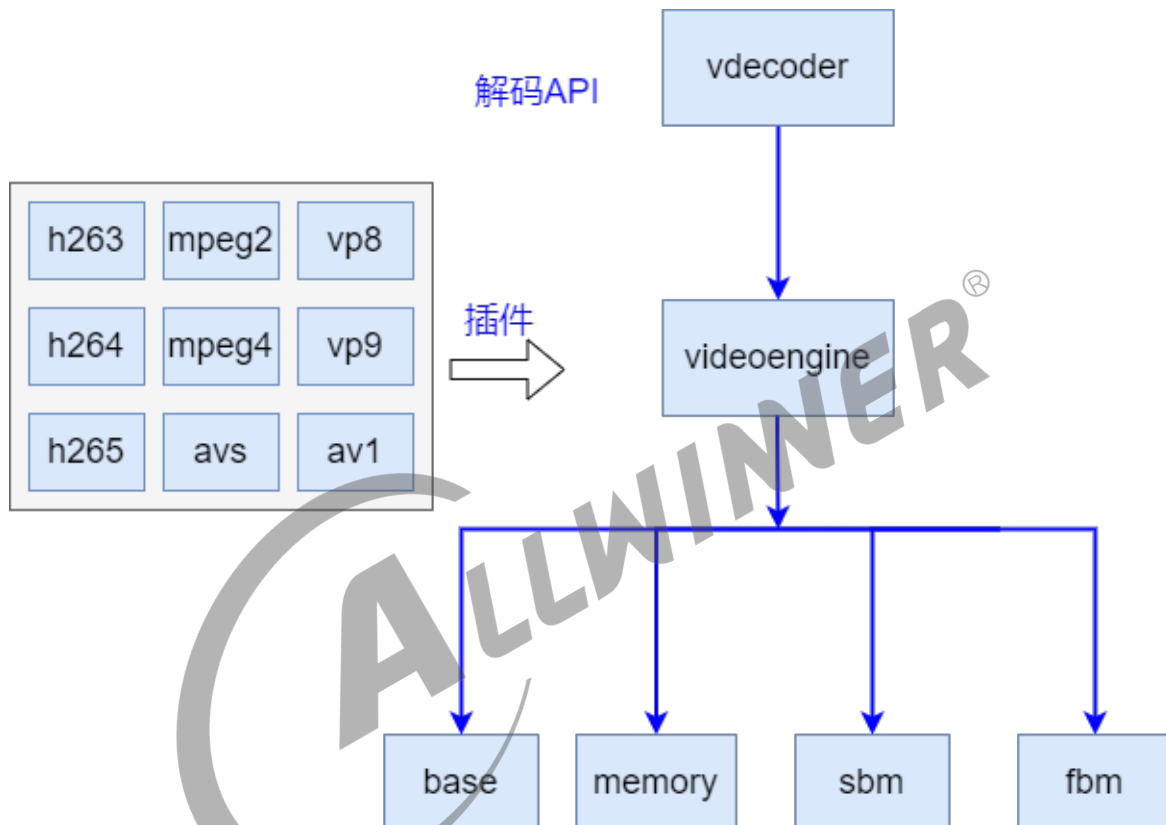 vdecoder
解码API
h263 mpeg2 vp8
插件
h264 mpeg4 vp9
videoengine
h265 avs av1
ALLWINNER®
base memory sbm fbm